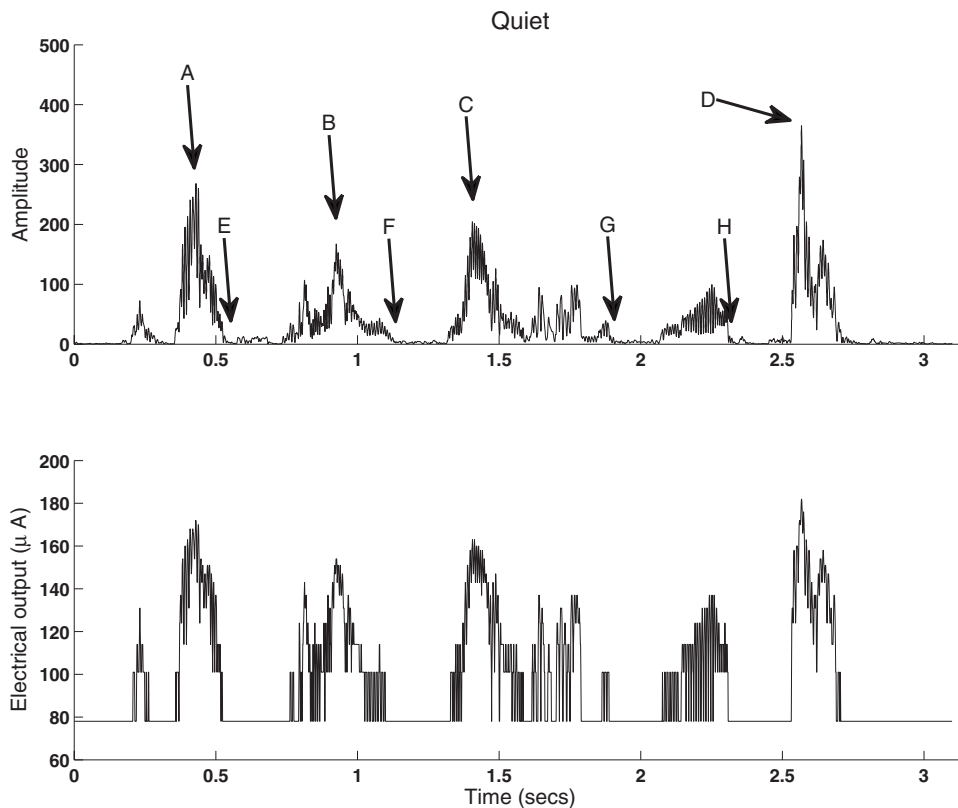 Quiet
500
400
300
200
100
0
Amplitude
A
B
C
D
E
F
G
H
0 0.5 1 1.5 2 2.5 3
200
180
160
140
120
100
80
60
Electrical output (μ A)
0 0.5 1 1.5 2 2.5 3
Time (secs)